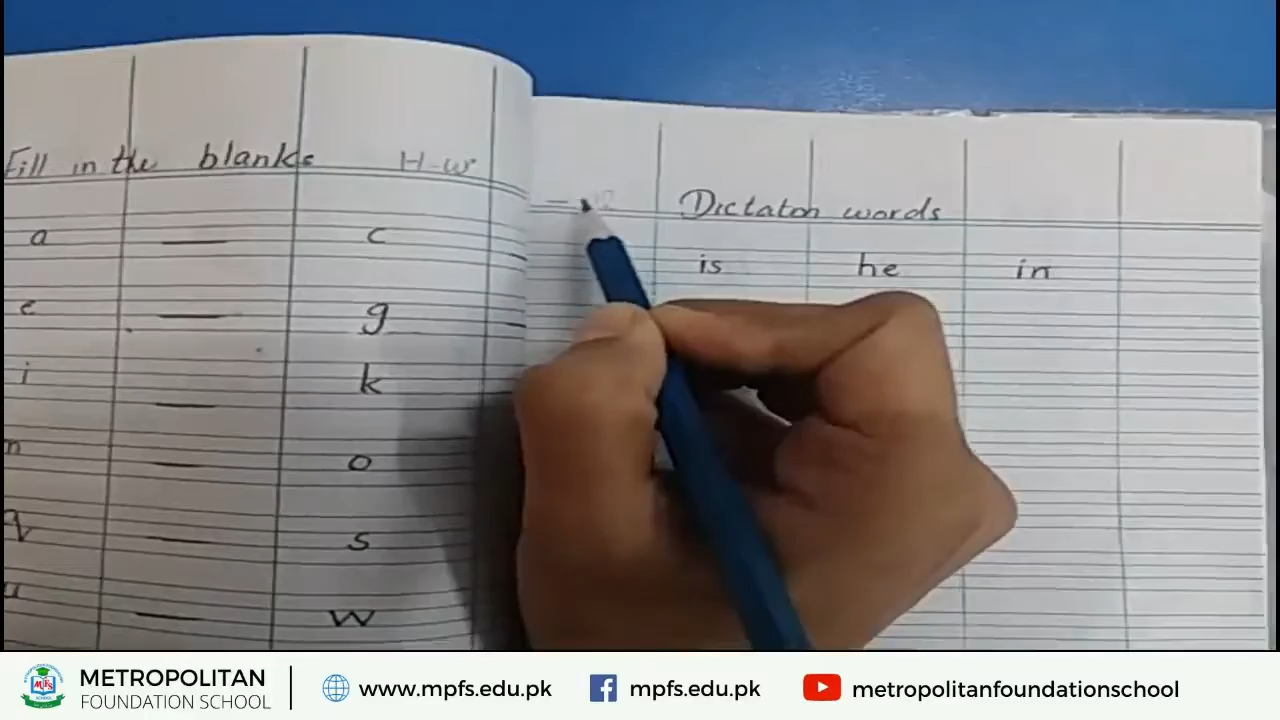 Fill in the blanks H-w
a — c
e — g
i — k
m — o
q — s
u — w
Dictaton words
is he in
METROPOLITAN
FOUNDATION SCHOOL
www.mpfs.edu.pk
mpfs.edu.pk
metropolitanfoundationschool